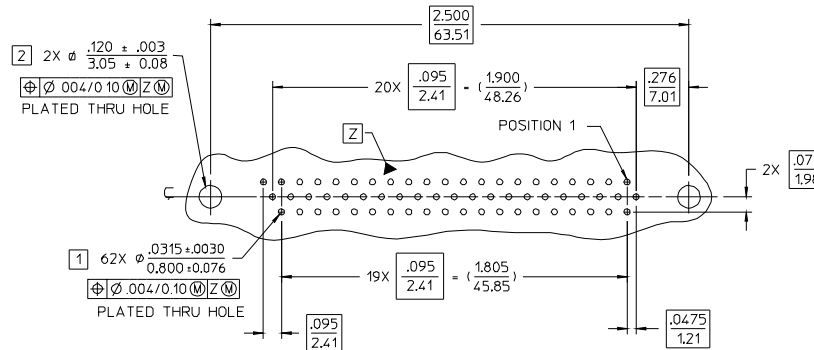 2.500
63.51
2 2X Ø .120 ± .003
3.05 ± 0.08
⌖ Ø .004/0.10 Ⓜ Z Ⓜ
PLATED THRU HOLE
20X .095 = (1.900)
2.41 48.26
.276
7.01
POSITION 1
Z
2X
1 62X Ø .0315±.0030
0.800±0.076
⌖ Ø .004/0.10 Ⓜ Z Ⓜ
PLATED THRU HOLE
19X .095 = (1.805)
2.41 45.85
.095
2.41
.0475
1.21